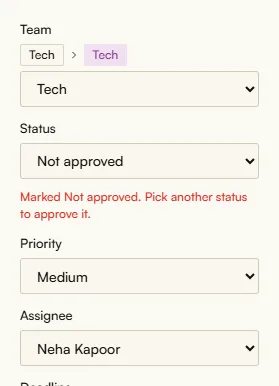 Team
Tech > Tech
Tech
Status
Not approved
Marked Not approved. Pick another status
to approve it.
Priority
Medium
Assignee
Neha Kapoor
Deadline